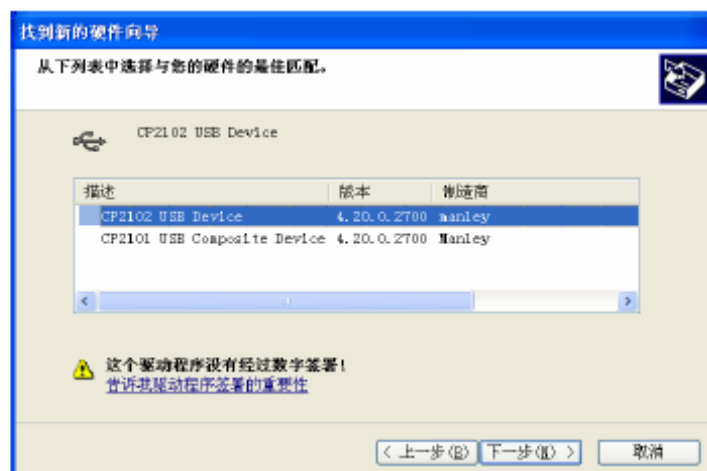 找到新的硬件向导
从下列表中选择与您的硬件的最佳匹配。
CP2102 USB Device
描述 版本 制造商
CP2102 USB Device 4.20.0.2700 manley
CP2101 USB Composite Device 4.20.0.2700 Manley
这个驱动程序没有经过数字签署!
告诉我驱动程序签署的重要性
< 上一步(B) 下一步(N) > 取消